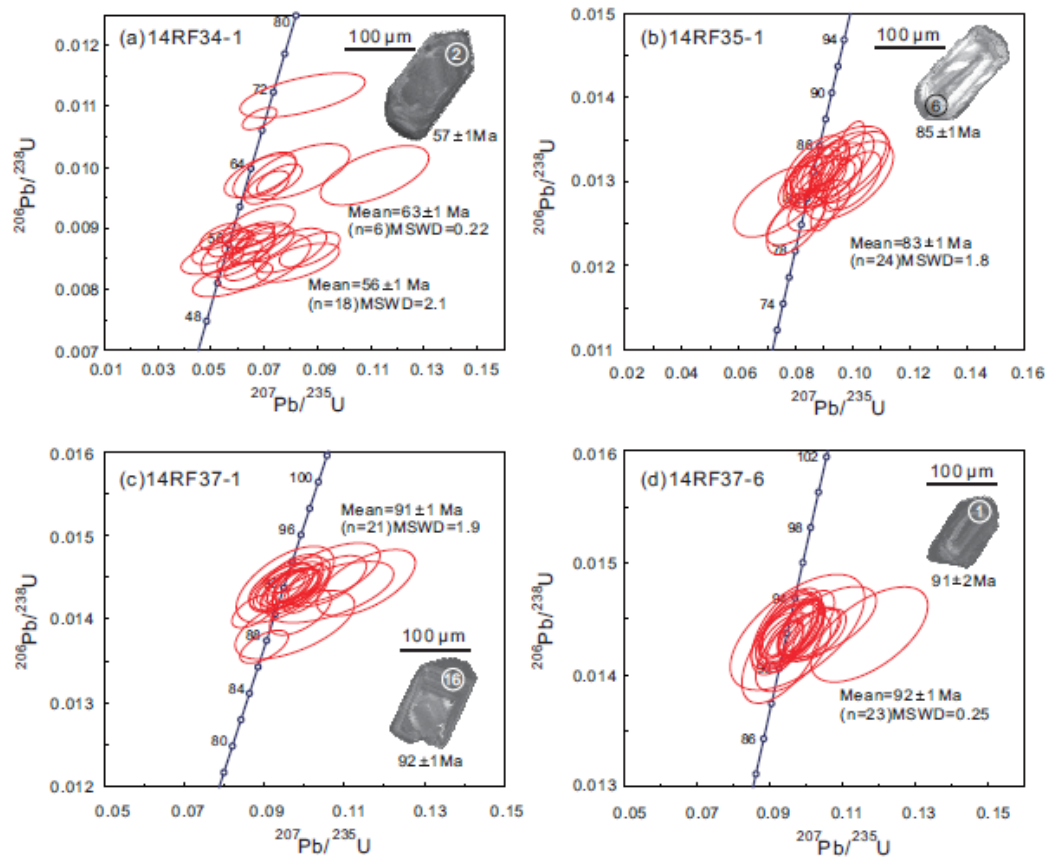 (a)14RF34-1
100 μm
2
57±1Ma
80
72
64
56
48
Mean=63±1 Ma
(n=6)MSWD=0.22
Mean=56±1 Ma
(n=18)MSWD=2.1
0.012
0.011
0.010
0.009
0.008
0.007
0.01 0.03 0.05 0.07 0.09 0.11 0.13 0.15
206Pb/238U
207Pb/235U
(b)14RF35-1
100 μm
6
85±1Ma
94
90
86
78
74
Mean=83±1 Ma
(n=24)MSWD=1.8
0.015
0.014
0.013
0.012
0.011
0.02 0.04 0.06 0.08 0.10 0.12 0.14 0.16
206Pb/238U
207Pb/235U
(c)14RF37-1
100
96
88
84
80
Mean=91±1 Ma
(n=21)MSWD=1.9
100 μm
16
92±1Ma
0.016
0.015
0.014
0.013
0.012
0.05 0.07 0.09 0.11 0.13 0.15
206Pb/238U
207Pb/235U
(d)14RF37-6
100 μm
1
91±2Ma
102
98
94
90
86
Mean=92±1 Ma
(n=23)MSWD=0.25
0.016
0.015
0.014
0.013
0.01 0.03 0.05 0.07 0.09 0.11 0.13 0.15
206Pb/238U
207Pb/235U